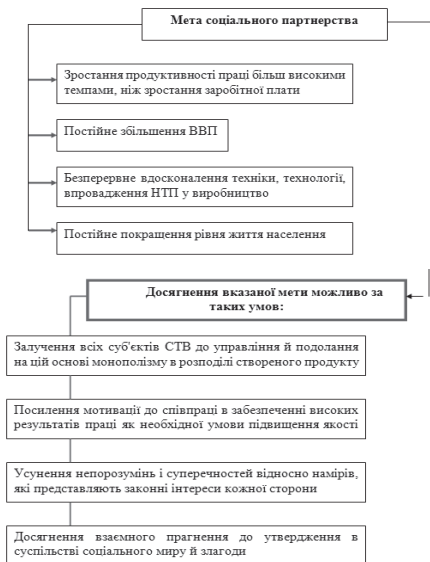 Мета соціального партнерства
Зростання продуктивності праці більш високими
темпами, ніж зростання заробітної плати
Постійне збільшення ВВП
Безперервне вдосконалення техніки, технології,
впровадження НТП у виробництво
Постійне покращення рівня життя населення
Досягнення вказаної мети можливо за
таких умов:
Залучення всіх суб'єктів СТВ до управління й подолання
на цій основі монополізму в розподілі створеного продукту
Посилення мотивації до співпраці в забезпеченні високих
результатів праці як необхідної умови підвищення якості
Усунення непорозумінь і суперечностей відносно намірів,
які представляють законні інтереси кожної сторони
Досягнення взаємного прагнення до утвердження в
суспільстві соціального миру й злагоди